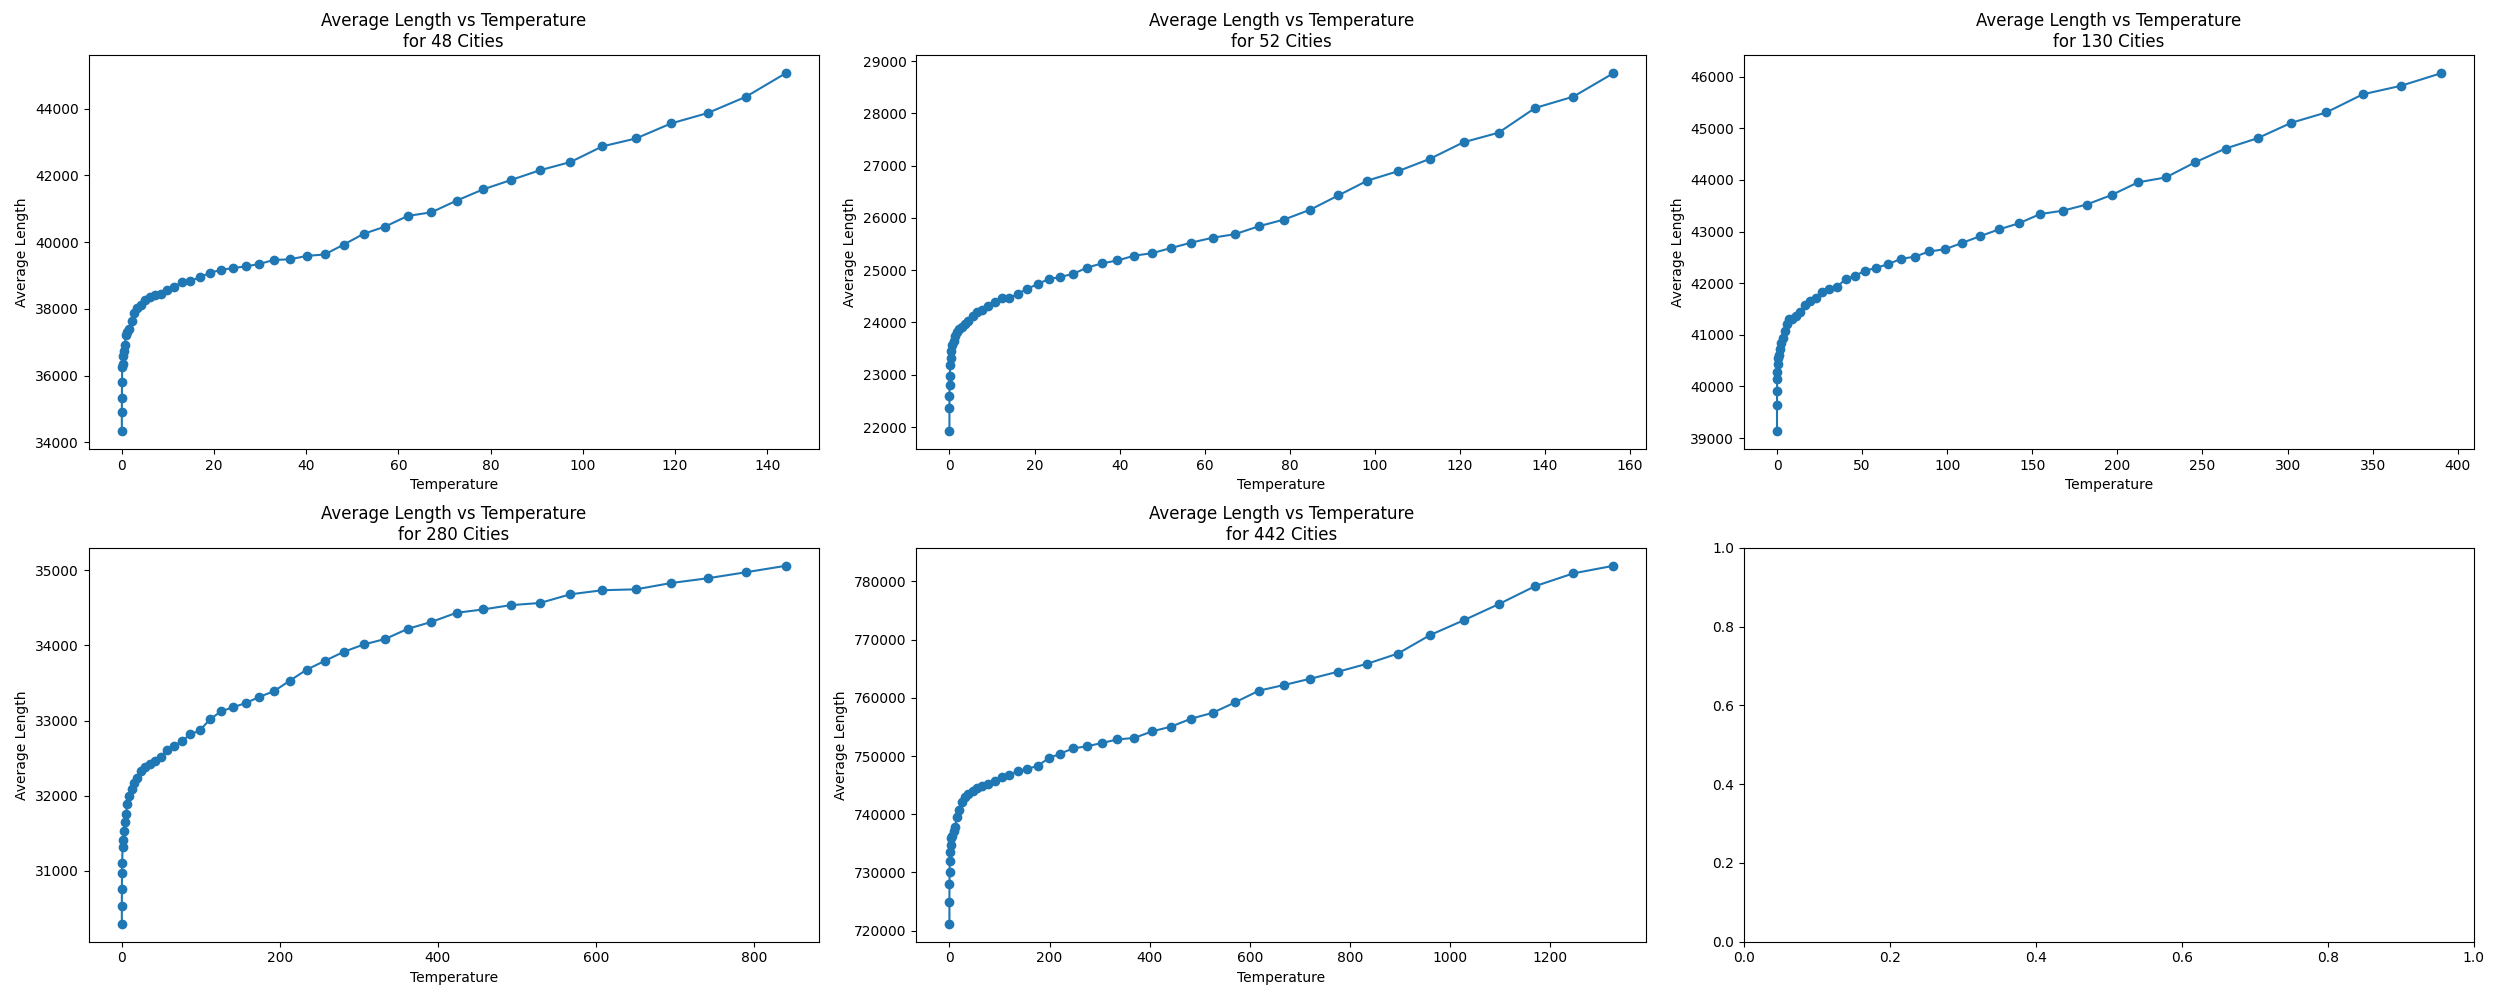 Average Length vs Temperature
for 48 Cities
Average Length
44000
42000
40000
38000
36000
34000
0 20 40 60 80 100 120 140
Temperature
Average Length vs Temperature
for 52 Cities
Average Length
29000
28000
27000
26000
25000
24000
23000
22000
0 20 40 60 80 100 120 140 160
Temperature
Average Length vs Temperature
for 130 Cities
Average Length
46000
45000
44000
43000
42000
41000
40000
39000
0 50 100 150 200 250 300 350 400
Temperature
Average Length vs Temperature
for 280 Cities
Average Length
35000
34000
33000
32000
31000
0 200 400 600 800
Temperature
Average Length vs Temperature
for 442 Cities
Average Length
780000
770000
760000
750000
740000
730000
720000
0 200 400 600 800 1000 1200
Temperature
1.0
0.8
0.6
0.4
0.2
0.0
0.0 0.2 0.4 0.6 0.8 1.0